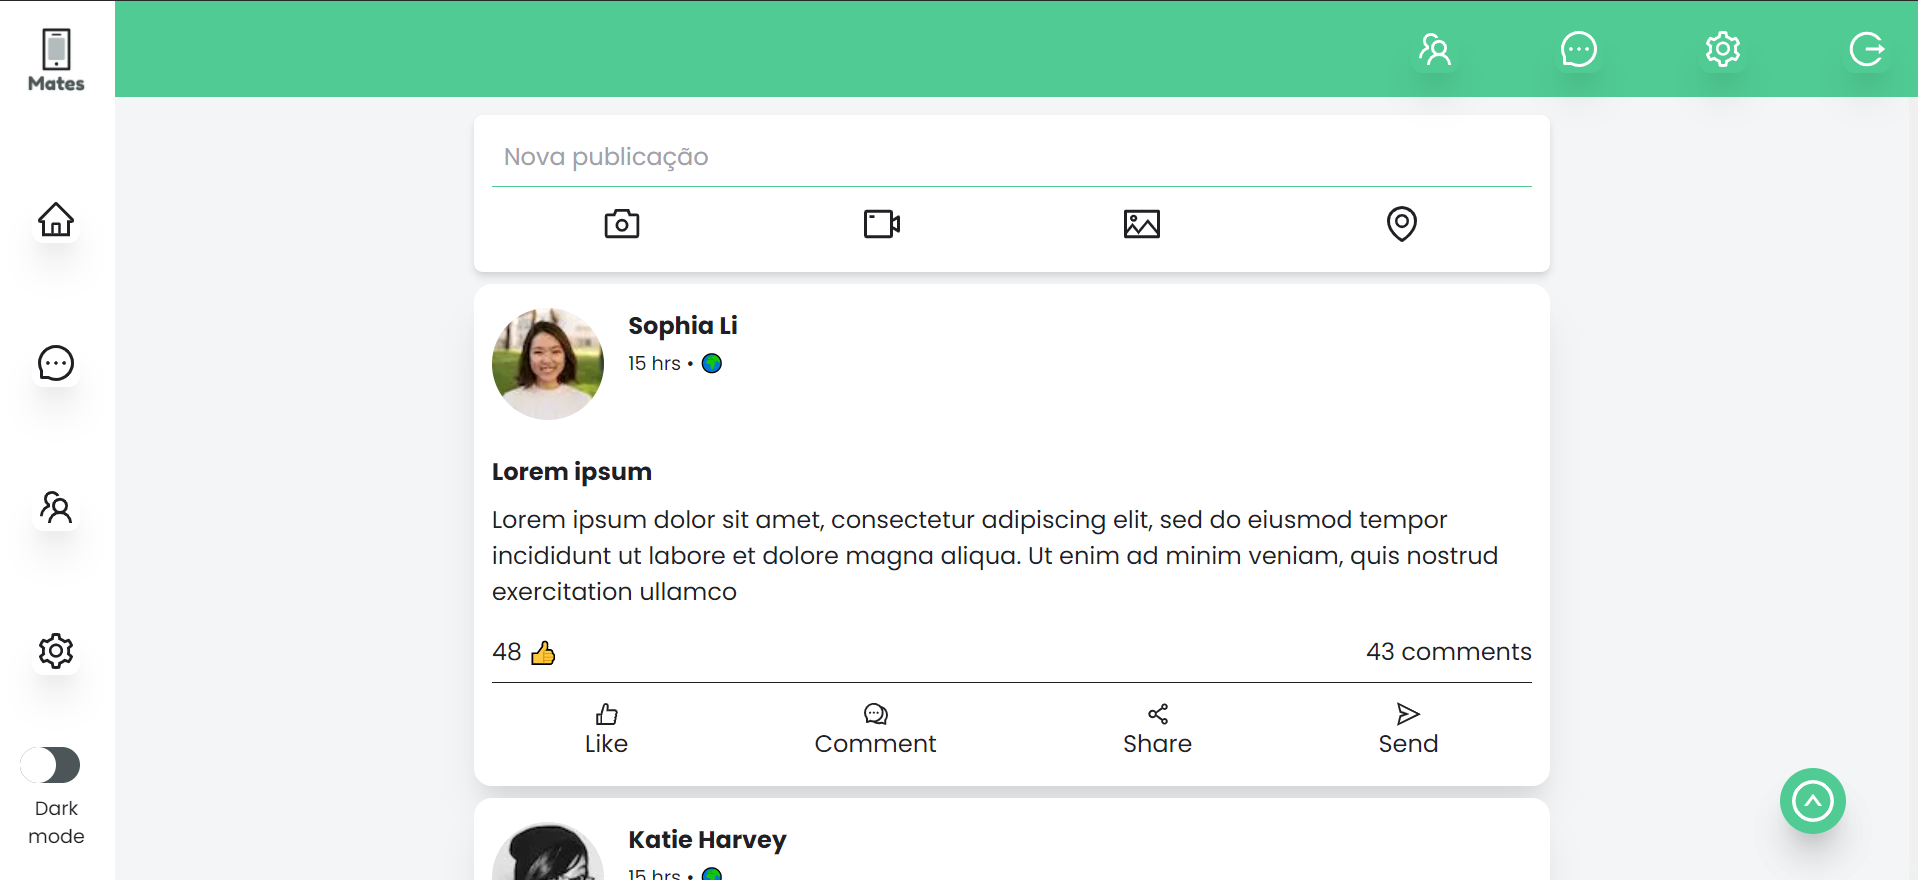 Mates
Nova publicação
Sophia Li
15 hrs •
Lorem ipsum
Lorem ipsum dolor sit amet, consectetur adipiscing elit, sed do eiusmod tempor
incididunt ut labore et dolore magna aliqua. Ut enim ad minim veniam, quis nostrud
exercitation ullamco
48 👍 43 comments
Like Comment Share Send
Dark
mode
Katie Harvey
15 hrs •